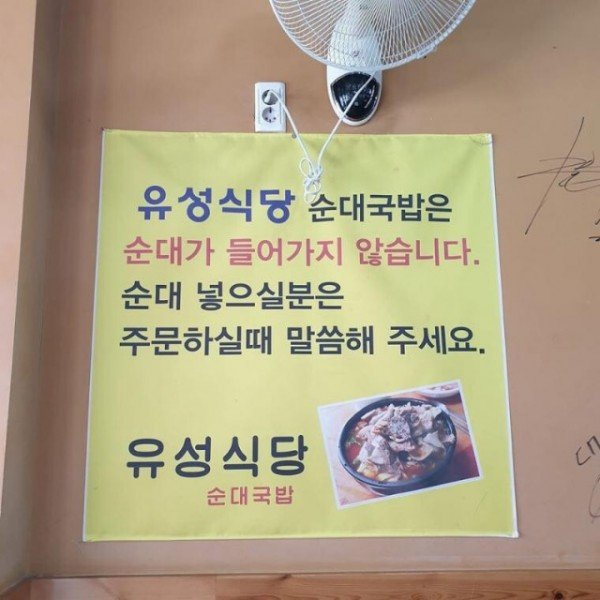 유성식당 순대국밥은
순대가 들어가지 않습니다.
순대 넣으실분은
주문하실때 말씀해 주세요.
유성식당
순대국밥